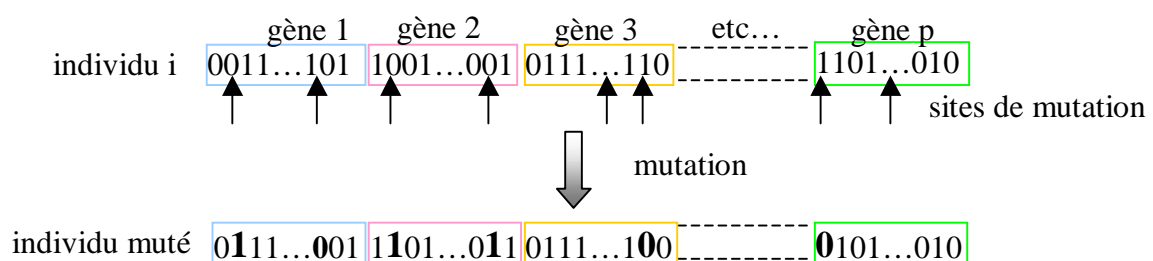 gène 1 gène 2 gène 3 etc… gène p
individu i 0011…101 1001…001 0111…110 1101…010
sites de mutation
mutation
individu muté 0111…001 1101…011 0111…100 0101…010